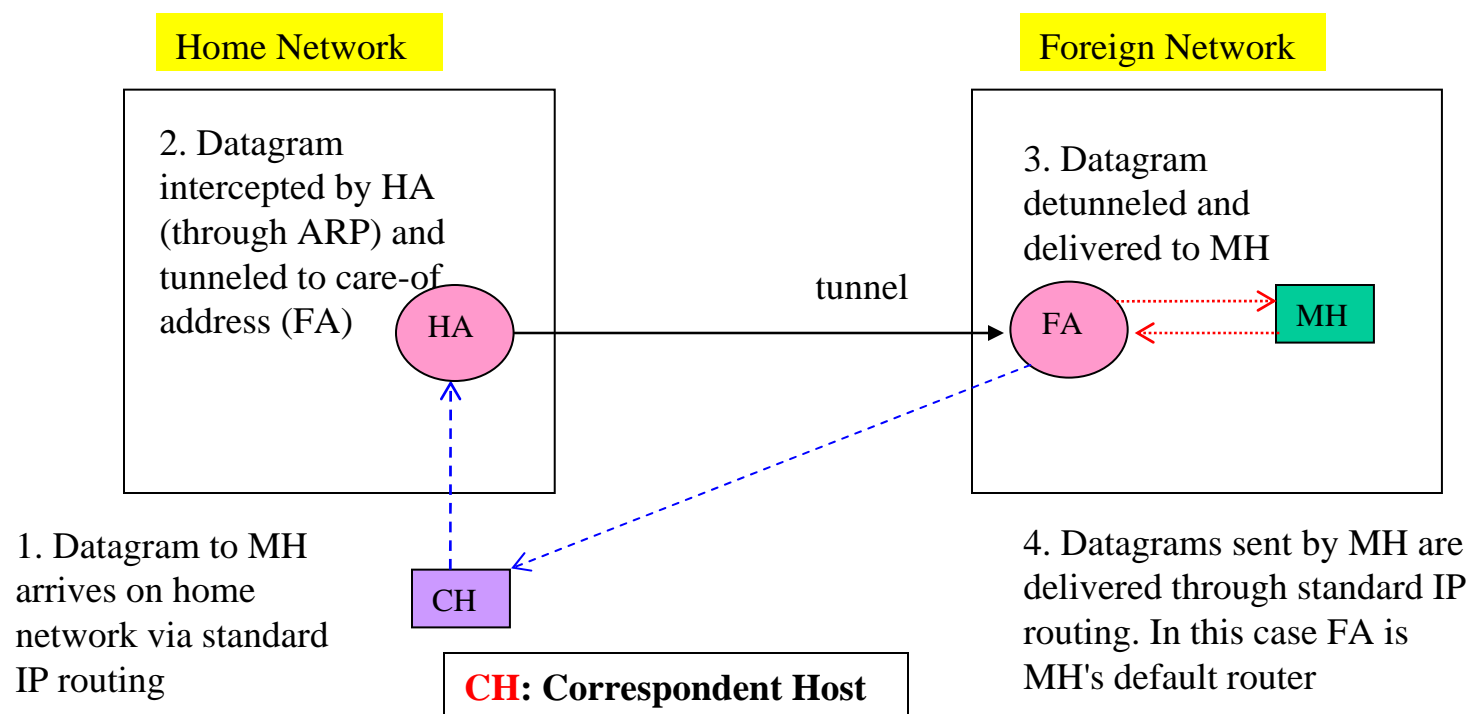 Home Network
Foreign Network
2. Datagram
intercepted by HA
(through ARP) and
tunneled to care-of
address (FA)
HA
tunnel
3. Datagram
detunneled and
delivered to MH
FA
MH
1. Datagram to MH
arrives on home
network via standard
IP routing
CH
4. Datagrams sent by MH are
delivered through standard IP
routing. In this case FA is
MH's default router
CH: Correspondent Host